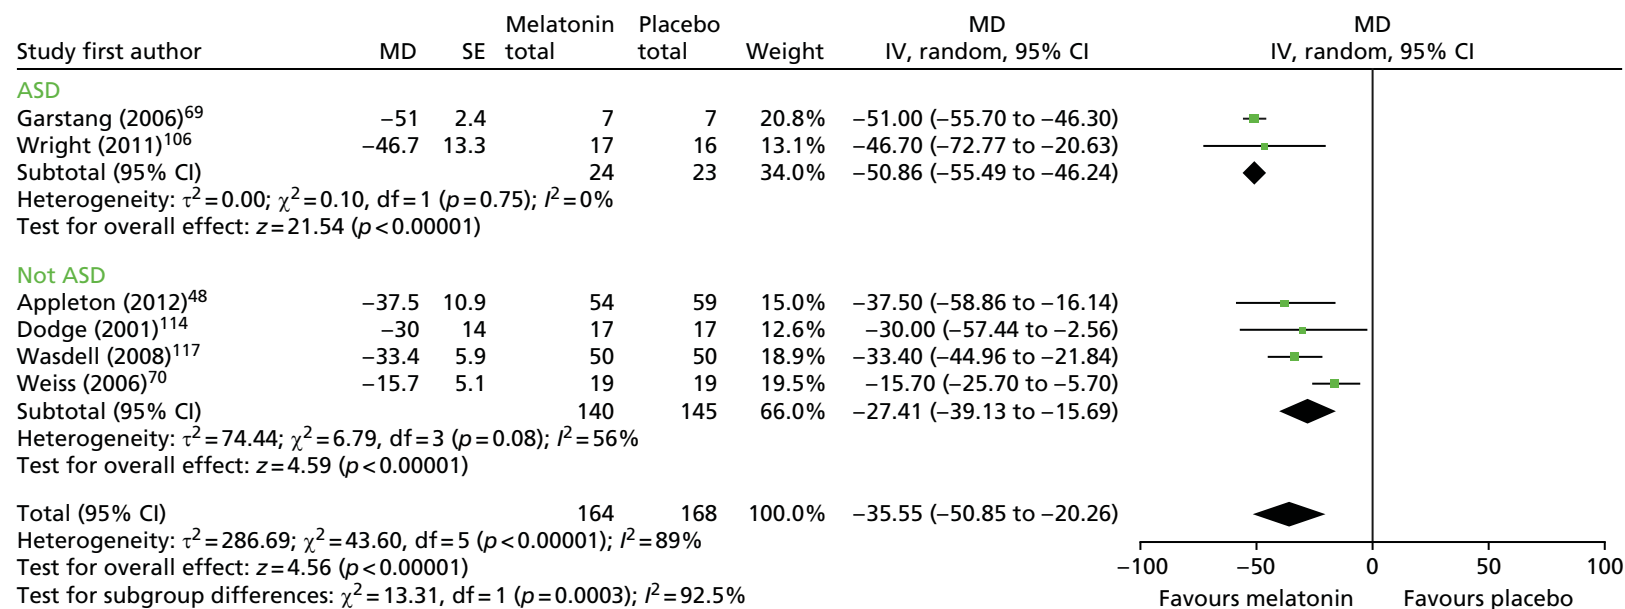 Melatonin Placebo MD MD
Study first author MD SE total total Weight IV, random, 95% CI IV, random, 95% CI
ASD
Garstang (2006)⁶⁹ −51 2.4 7 7 20.8% −51.00 (−55.70 to −46.30)
Wright (2011)¹⁰⁶ −46.7 13.3 17 16 13.1% −46.70 (−72.77 to −20.63)
Subtotal (95% CI) 24 23 34.0% −50.86 (−55.49 to −46.24)
Heterogeneity: τ²=0.00; χ²=0.10, df=1 (p=0.75); I²=0%
Test for overall effect: z=21.54 (p<0.00001)
Not ASD
Appleton (2012)⁴⁸ −37.5 10.9 54 59 15.0% −37.50 (−58.86 to −16.14)
Dodge (2001)¹¹⁴ −30 14 17 17 12.6% −30.00 (−57.44 to −2.56)
Wasdell (2008)¹¹⁷ −33.4 5.9 50 50 18.9% −33.40 (−44.96 to −21.84)
Weiss (2006)⁷⁰ −15.7 5.1 19 19 19.5% −15.70 (−25.70 to −5.70)
Subtotal (95% CI) 140 145 66.0% −27.41 (−39.13 to −15.69)
Heterogeneity: τ²=74.44; χ²=6.79, df=3 (p=0.08); I²=56%
Test for overall effect: z=4.59 (p<0.00001)
Total (95% CI) 164 168 100.0% −35.55 (−50.85 to −20.26)
Heterogeneity: τ²=286.69; χ²=43.60, df=5 (p<0.00001); I²=89%
Test for overall effect: z=4.56 (p<0.00001)
Test for subgroup differences: χ²=13.31, df=1 (p=0.0003); I²=92.5%
−100 −50 0 50 100
Favours melatonin Favours placebo